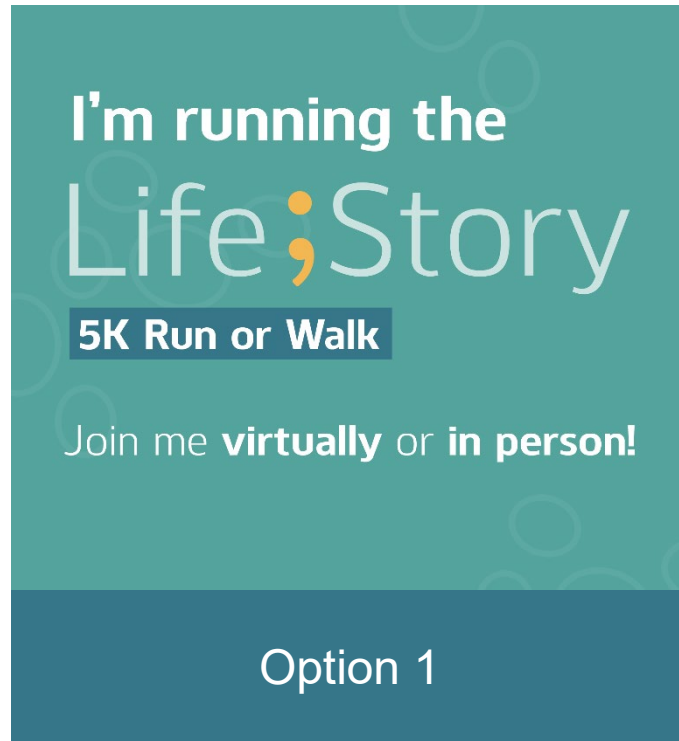 I'm running the
Life;Story
5K Run or Walk
Join me virtually or in person!
Option 1